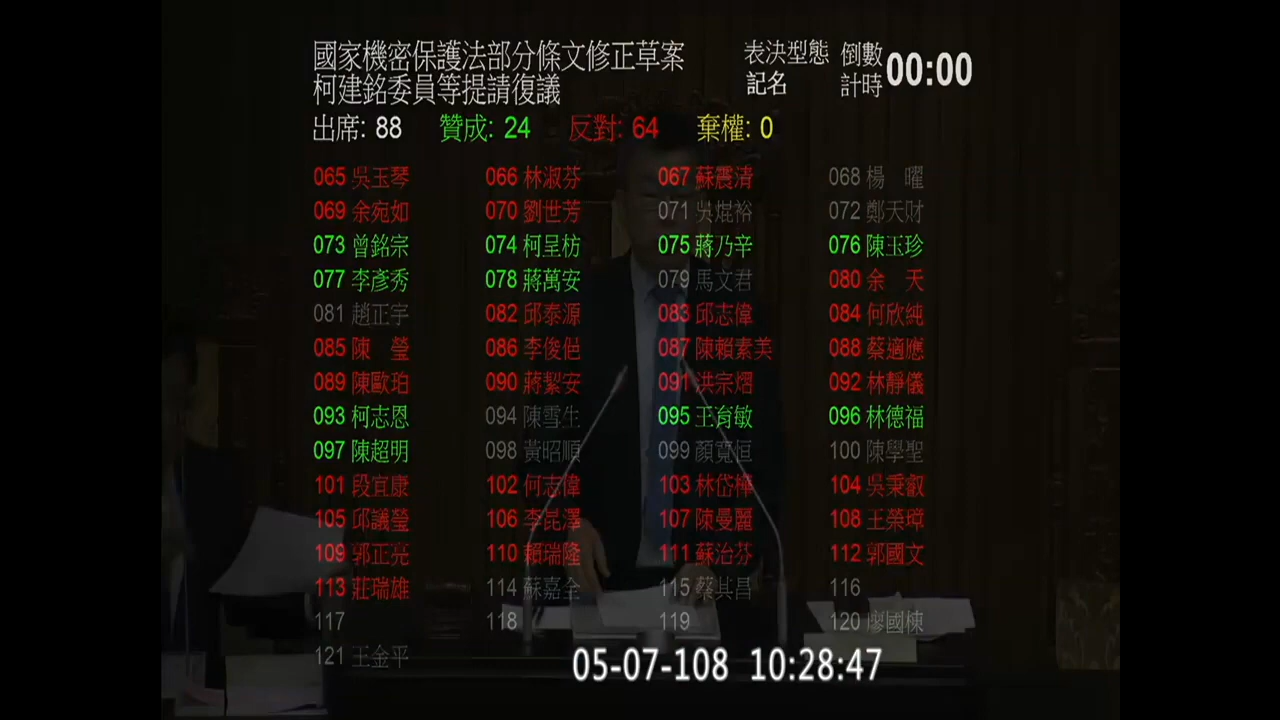 國家機密保護法部分條文修正草案
柯建銘委員等提請復議
表決型態
記名
倒數
計時
00:00
出席: 88 贊成: 24 反對: 64 棄權: 0
065 吳玉琴 066 林淑芬 067 蘇震清 068 楊 曜
069 余宛如 070 劉世芳 071 吳焜裕 072 鄭天財
073 曾銘宗 074 柯呈枋 075 蔣乃辛 076 陳玉珍
077 李彥秀 078 蔣萬安 079 馬文君 080 余 天
081 趙正宇 082 邱泰源 083 邱志偉 084 何欣純
085 陳 瑩 086 李俊俋 087 陳賴素美 088 蔡適應
089 陳歐珀 090 蔣絜安 091 洪宗熠 092 林靜儀
093 柯志恩 094 陳雪生 095 王育敏 096 林德福
097 陳超明 098 黃昭順 099 顏寬恒 100 陳學聖
101 段宜康 102 何志偉 103 林岱樺 104 吳秉叡
105 邱議瑩 106 李昆澤 107 陳曼麗 108 王榮璋
109 郭正亮 110 賴瑞隆 111 蘇治芬 112 郭國文
113 莊瑞雄 114 蘇嘉全 115 蔡其昌 116
117 118 119 120 廖國棟
121 王金平
05-07-108 10:28:47